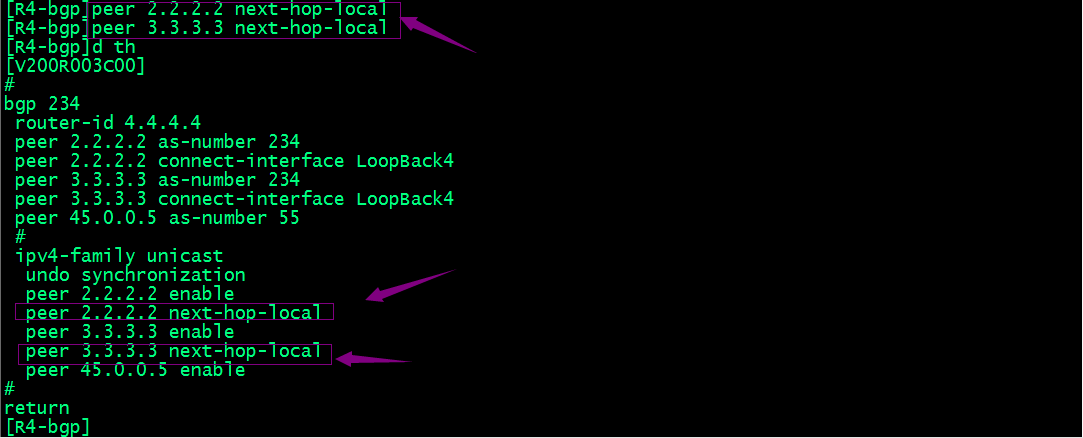 [R4-bgp]peer 2.2.2.2 next-hop-local
[R4-bgp]peer 3.3.3.3 next-hop-local
[R4-bgp]d th
[V200R003C00]
#
bgp 234
router-id 4.4.4.4
peer 2.2.2.2 as-number 234
peer 2.2.2.2 connect-interface LoopBack4
peer 3.3.3.3 as-number 234
peer 3.3.3.3 connect-interface LoopBack4
peer 45.0.0.5 as-number 55
#
ipv4-family unicast
undo synchronization
peer 2.2.2.2 enable
peer 2.2.2.2 next-hop-local
peer 3.3.3.3 enable
peer 3.3.3.3 next-hop-local
peer 45.0.0.5 enable
#
return
[R4-bgp]